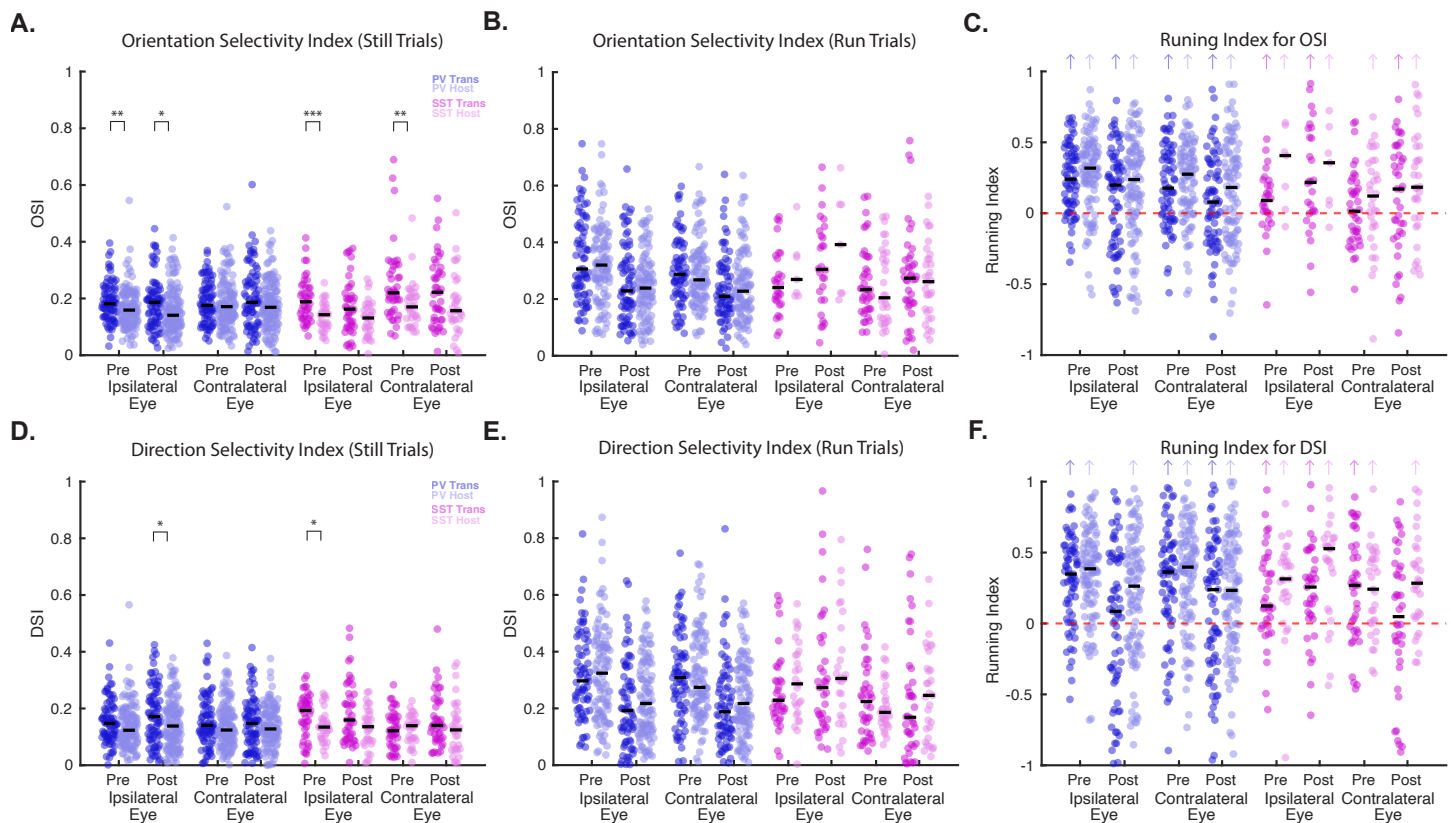 A.
Orientation Selectivity Index (Still Trials)
1
0.8
0.6
0.4
0.2
0
OSI
PV Trans
PV Host
SST Trans
SST Host
** * *** **
Pre Post Pre Post Pre Post Pre Post
Ipsilateral Contralateral Ipsilateral Contralateral
Eye Eye Eye Eye
B.
Orientation Selectivity Index (Run Trials)
1
0.8
0.6
0.4
0.2
0
OSI
Pre Post Pre Post Pre Post Pre Post
Ipsilateral Contralateral Ipsilateral Contralateral
Eye Eye Eye Eye
C.
Runing Index for OSI
↑ ↑ ↑ ↑ ↑ ↑ ↑ ↑ ↑ ↑ ↑ ↑ ↑ ↑ ↑
1
0.5
0
-0.5
-1
Running Index
Pre Post Pre Post Pre Post Pre Post
Ipsilateral Contralateral Ipsilateral Contralateral
Eye Eye Eye Eye
D.
Direction Selectivity Index (Still Trials)
1
0.8
0.6
0.4
0.2
0
DSI
PV Trans
PV Host
SST Trans
SST Host
* *
Pre Post Pre Post Pre Post Pre Post
Ipsilateral Contralateral Ipsilateral Contralateral
Eye Eye Eye Eye
E.
Direction Selectivity Index (Run Trials)
1
0.8
0.6
0.4
0.2
0
DSI
Pre Post Pre Post Pre Post Pre Post
Ipsilateral Contralateral Ipsilateral Contralateral
Eye Eye Eye Eye
F.
Runing Index for DSI
↑ ↑ ↑ ↑ ↑ ↑ ↑ ↑ ↑ ↑ ↑ ↑ ↑ ↑
1
0.5
0
-0.5
-1
Running Index
Pre Post Pre Post Pre Post Pre Post
Ipsilateral Contralateral Ipsilateral Contralateral
Eye Eye Eye Eye